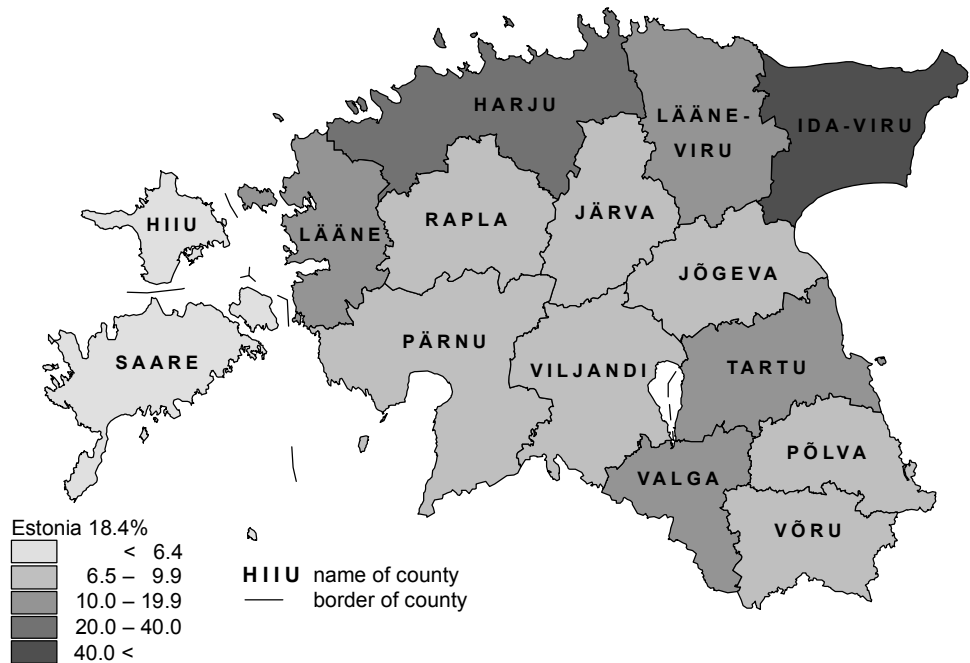 HARJU
LÄÄNE-
VIRU
IDA-VIRU
HIIU
LÄÄNE
RAPLA
JÄRVA
JÕGEVA
SAARE
PÄRNU
VILJANDI
TARTU
PÕLVA
VALGA
VÕRU
Estonia 18.4%
< 6.4
6.5 – 9.9
10.0 – 19.9
20.0 – 40.0
40.0 <
HIIU name of county
border of county